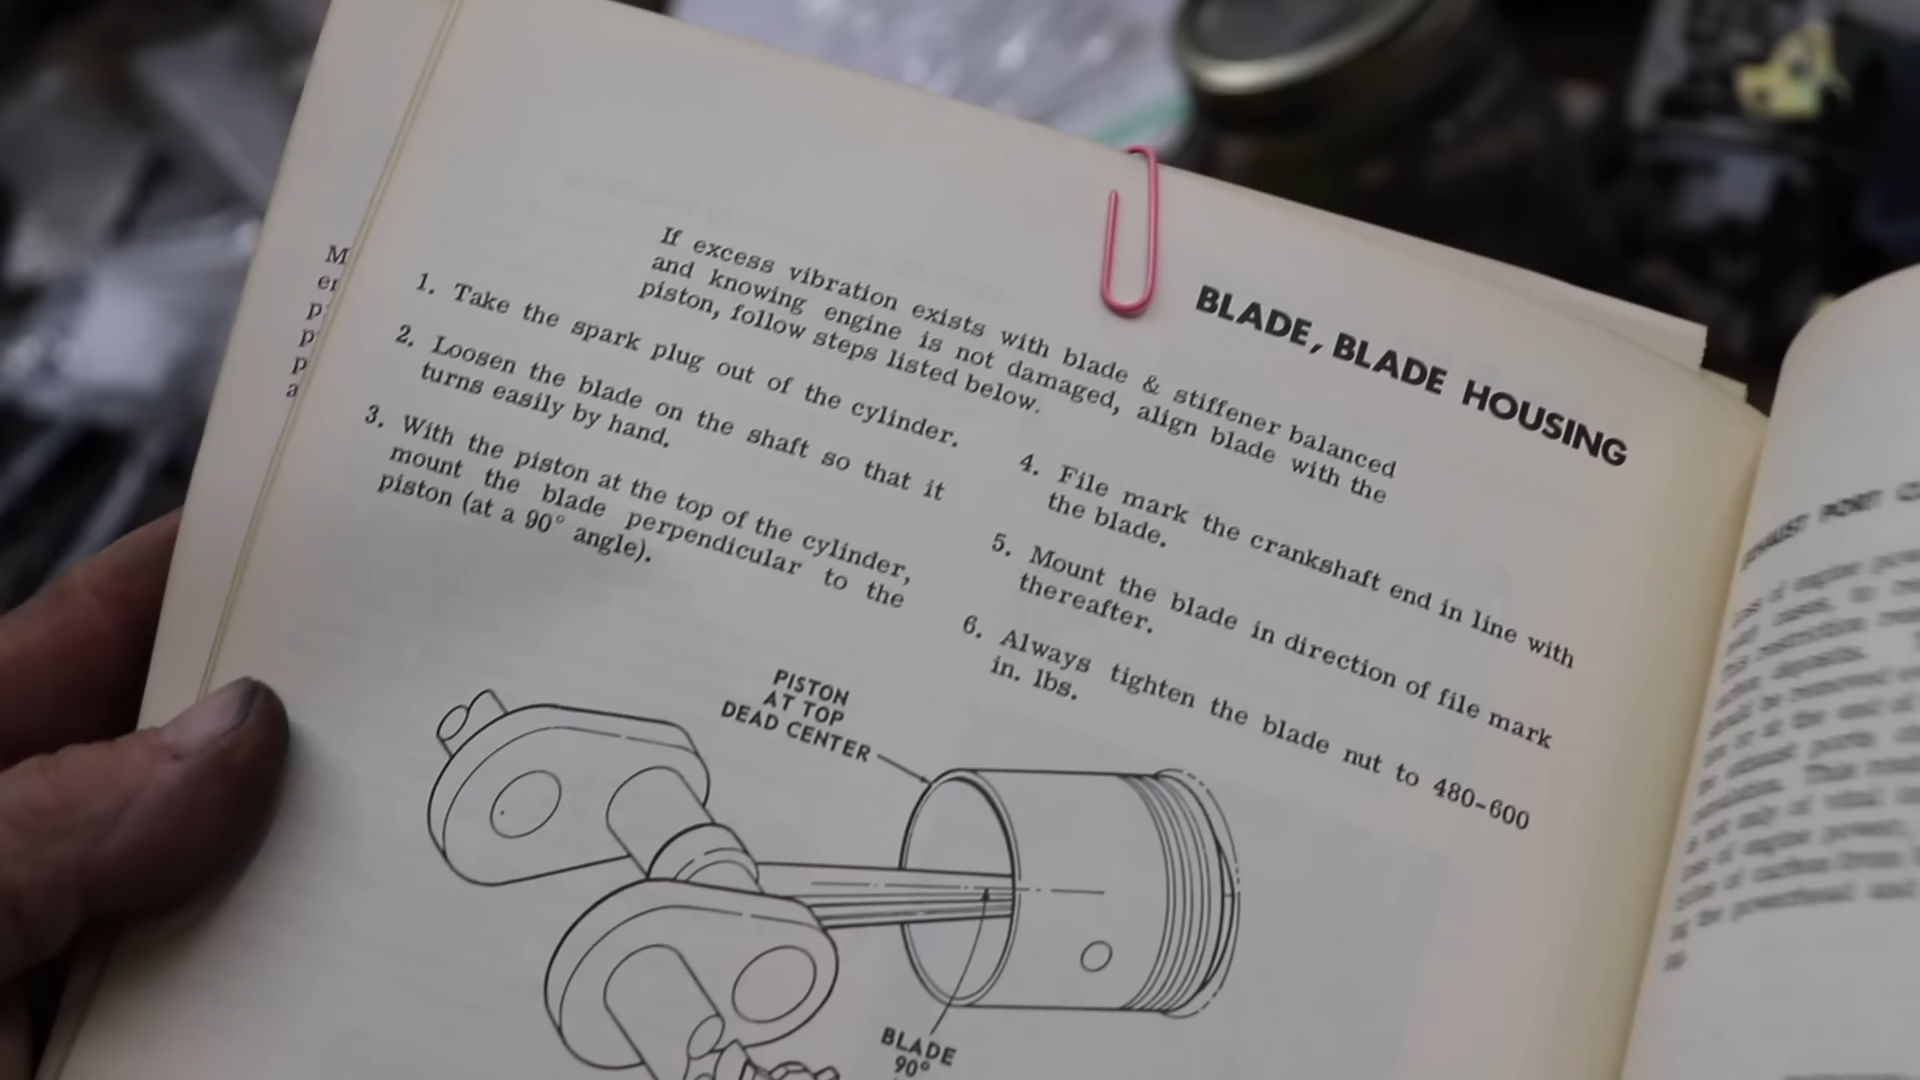 BLADE, BLADE HOUSING
If excess vibration exists with blade & stiffener balanced
and knowing engine is not damaged, align blade with the
piston, follow steps listed below.
1. Take the spark plug out of the cylinder.
2. Loosen the blade on the shaft so that it
turns easily by hand.
3. With the piston at the top of the cylinder,
mount the blade perpendicular to the
piston (at a 90° angle).
4. File mark the crankshaft end in line with
the blade.
5. Mount the blade in direction of file mark
thereafter.
6. Always tighten the blade nut to 480-600
in. lbs.
PISTON
AT TOP
DEAD CENTER
BLADE
90°
M
er
p
p
p
a
PORT